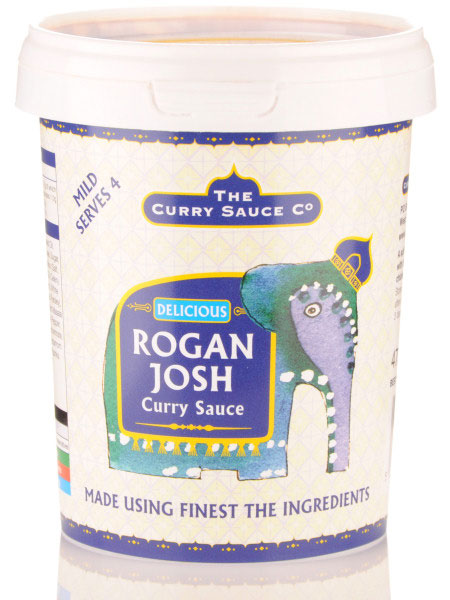 MILD
SERVES 4
THE
CURRY SAUCE Co
DELICIOUS
ROGAN
JOSH
Curry Sauce
MADE USING FINEST THE INGREDIENTS